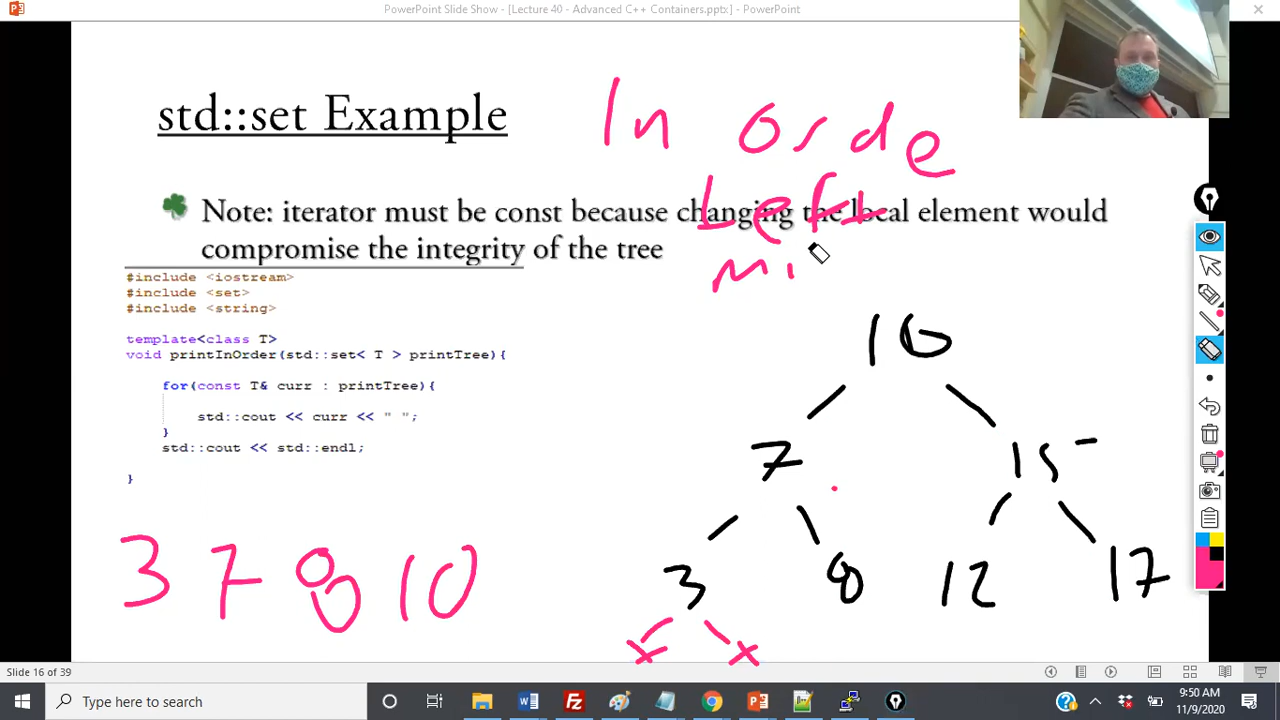 PowerPoint Slide Show - [Lecture 40 - Advanced C++ Containers.pptx] - PowerPoint
std::set Example
In Orde
Left
Mi
Note: iterator must be const because changing the local element would
compromise the integrity of the tree
#include <iostream>
#include <set>
#include <string>
template<class T>
void printInOrder(std::set< T > printTree){
for(const T& curr : printTree){
std::cout << curr << " ";
}
std::cout << std::endl;
}
10
7 15
3 8 12 17
x x
3 7 8 10
Slide 16 of 39
Type here to search
9:50 AM
11/9/2020